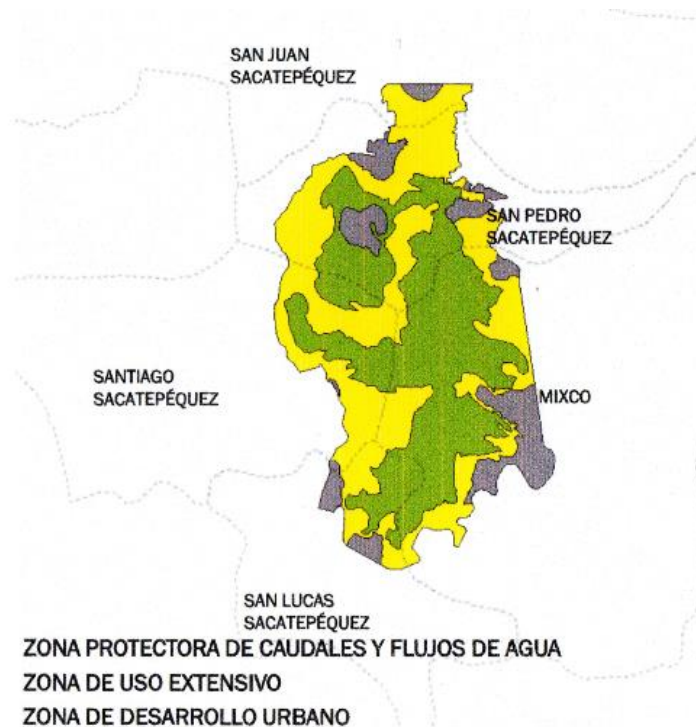 SAN JUAN
SACATEPÉQUEZ
SAN PEDRO
SACATEPÉQUEZ
SANTIAGO
SACATEPÉQUEZ
MIXCO
SAN LUCAS
SACATEPÉQUEZ
ZONA PROTECTORA DE CAUDALES Y FLUJOS DE AGUA
ZONA DE USO EXTENSIVO
ZONA DE DESARROLLO URBANO